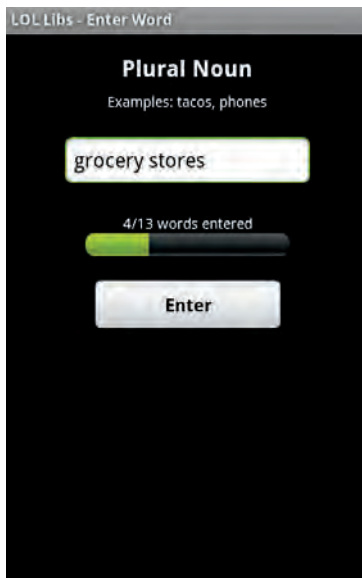 LOL Libs - Enter Word
Plural Noun
Examples: tacos, phones
grocery stores
4/13 words entered
Enter